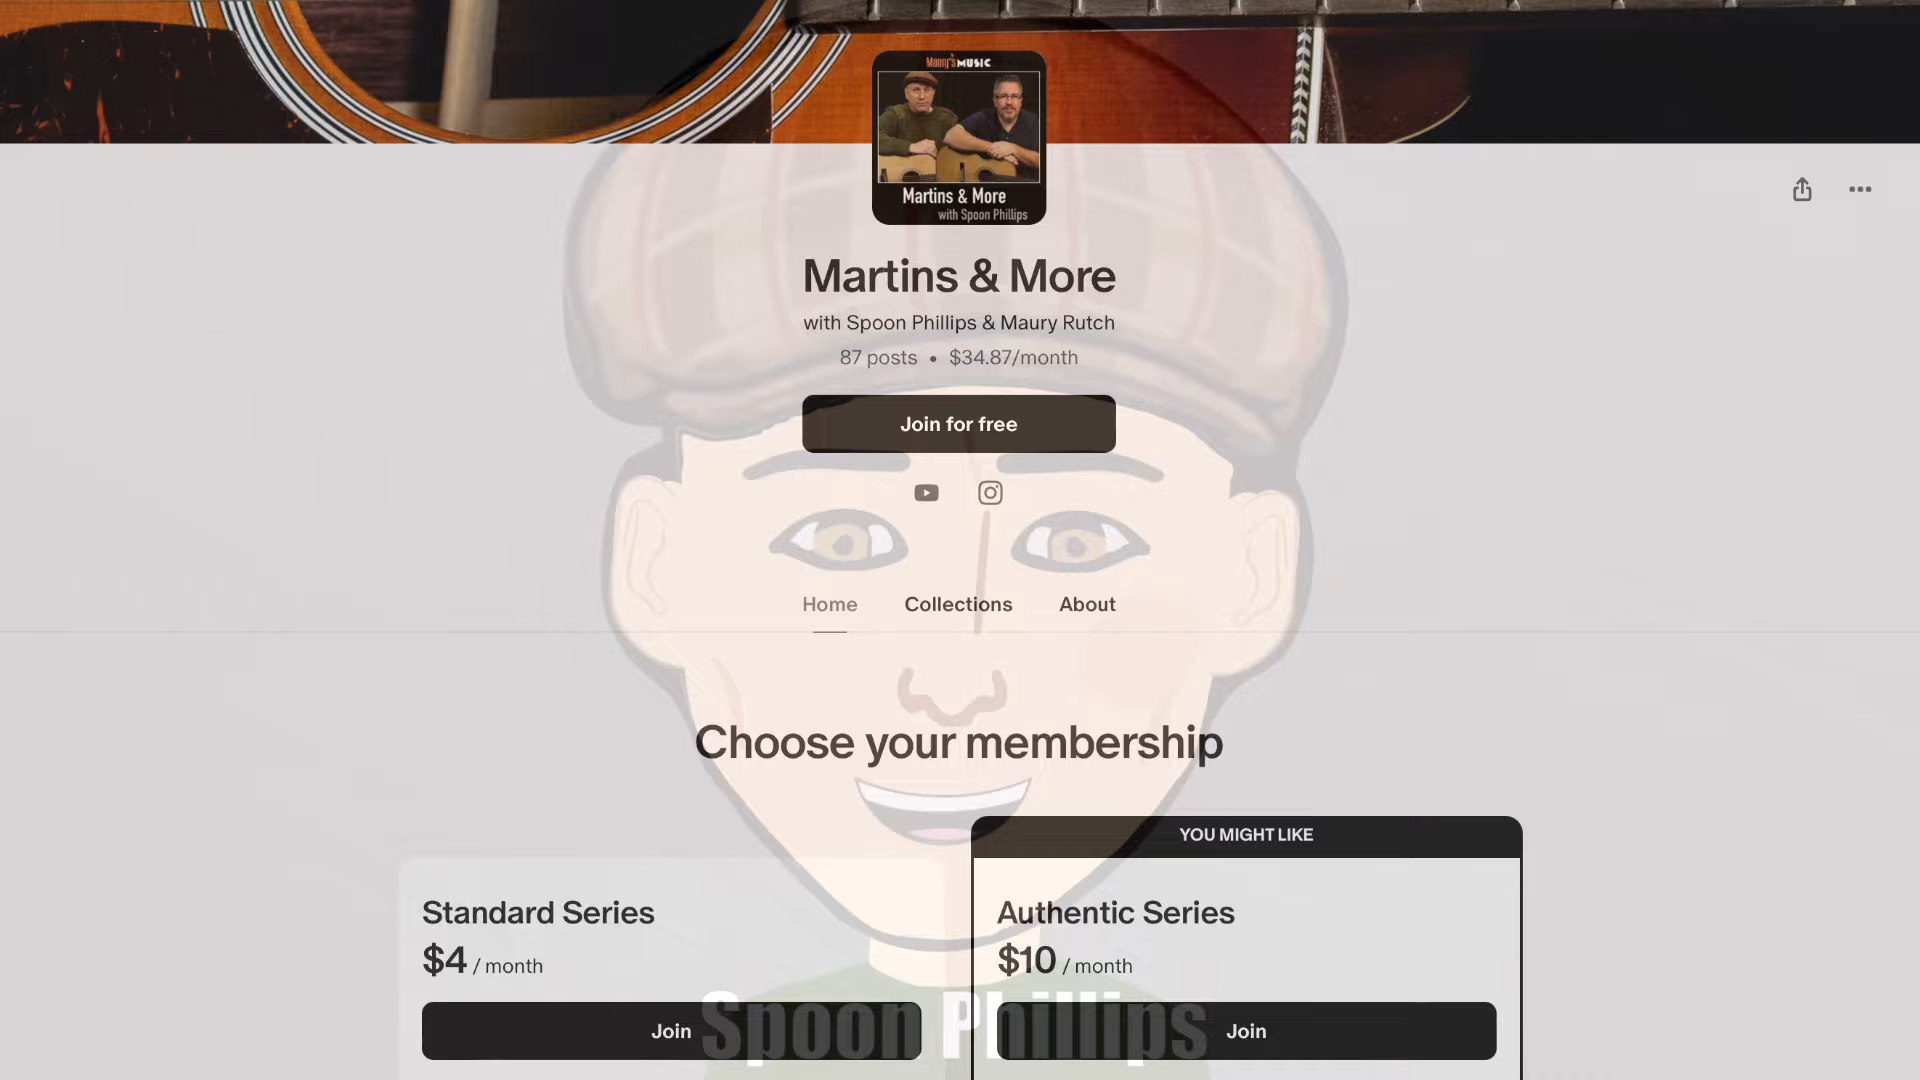 Maury's MUSIC
Martins & More
with Spoon Phillips
Martins & More
with Spoon Phillips & Maury Rutch
87 posts • $34.87/month
Join for free
Home Collections About
Choose your membership
YOU MIGHT LIKE
Standard Series
$4 / month
Join
Authentic Series
$10 / month
Join
Spoon Phillips